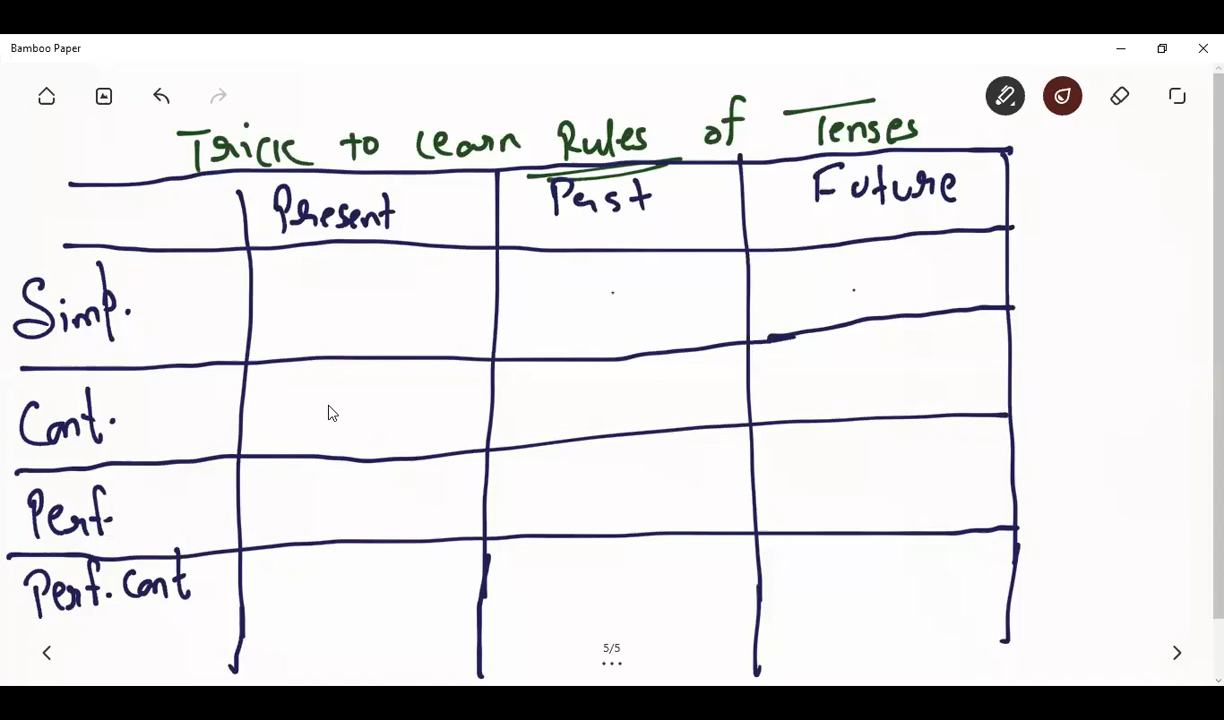 Bamboo Paper
Trick to Learn Rules of Tenses
Present Past Future
Simp.
Cont.
Perf.
Perf. Cont
5/5